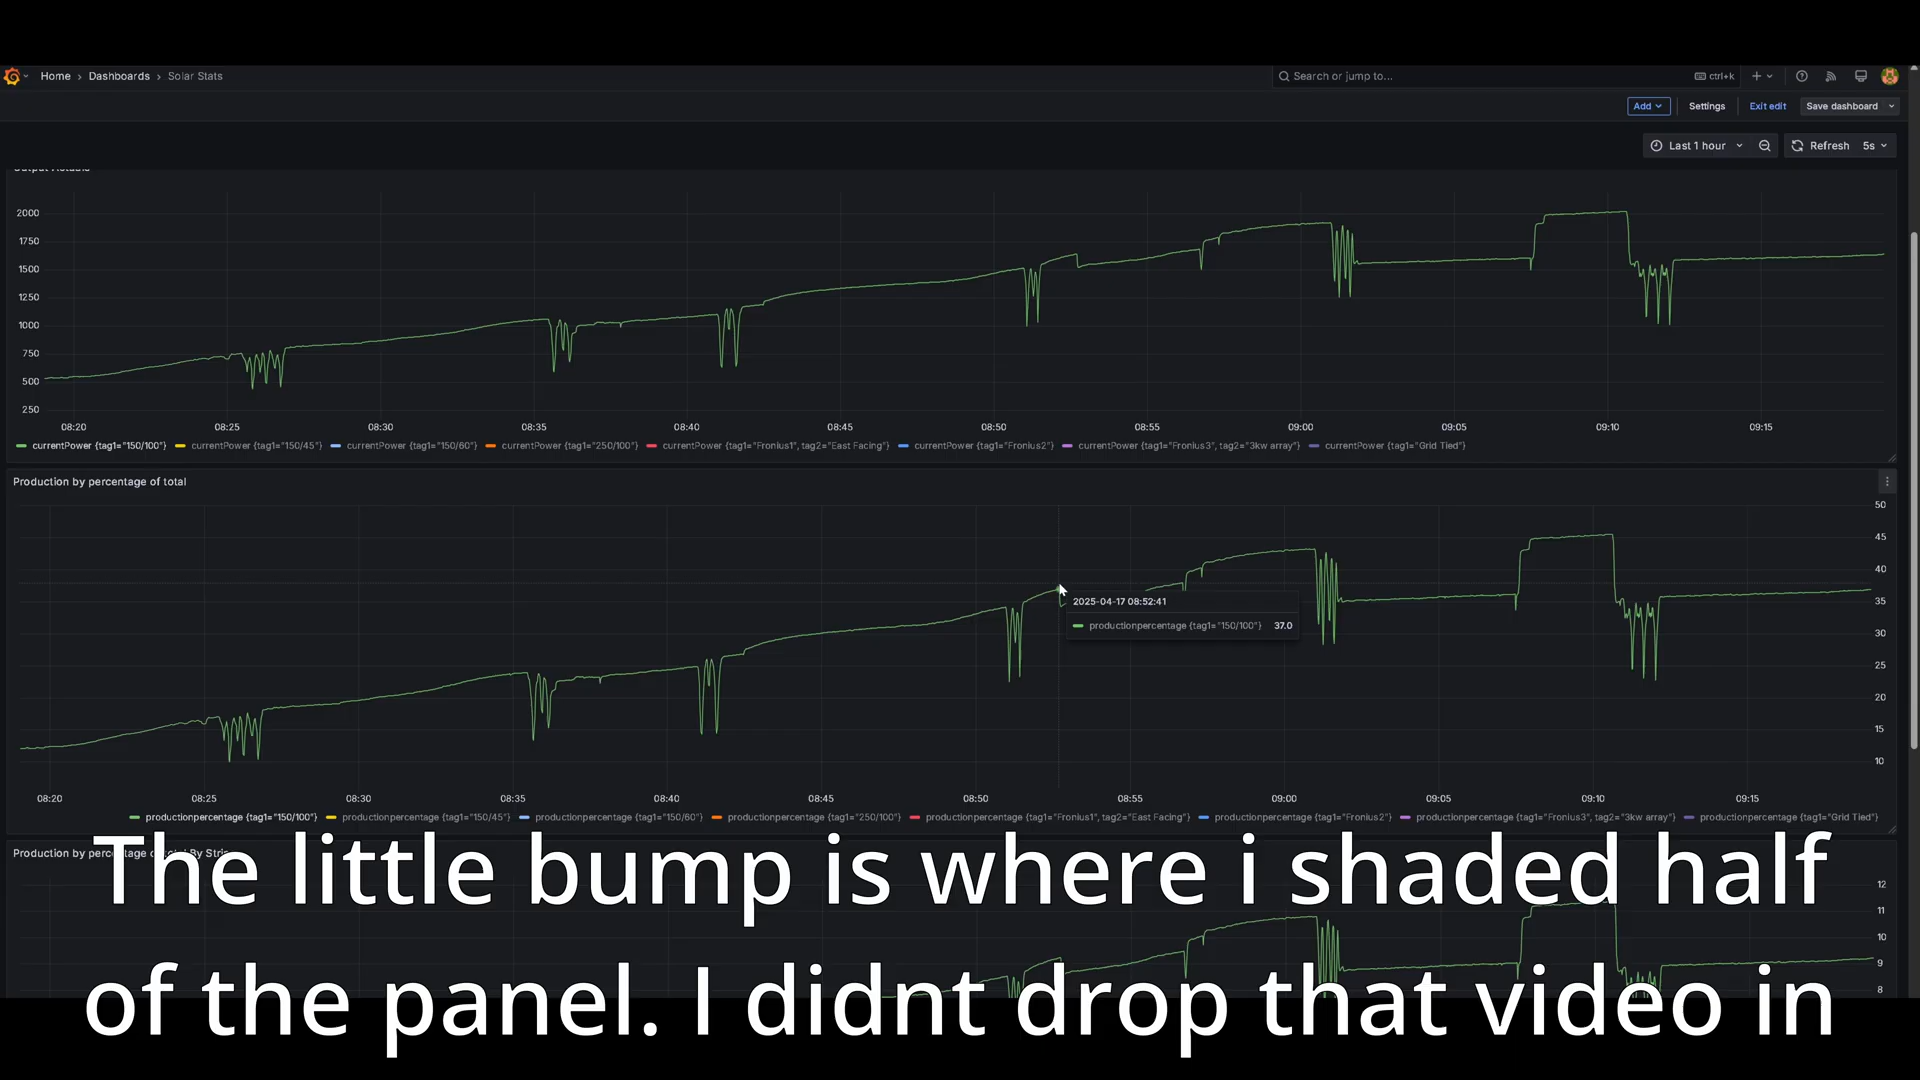 Home › Dashboards › Solar Stats
Search or jump to... ctrl+k
Add Settings Exit edit Save dashboard
Last 1 hour Refresh 5s
2000
1750
1500
1250
1000
750
500
250
08:20 08:25 08:30 08:35 08:40 08:45 08:50 08:55 09:00 09:05 09:10 09:15
currentPower {tag1="150/100"} currentPower {tag1="150/45"} currentPower {tag1="150/60"} currentPower {tag1="250/100"} currentPower {tag1="Fronius1", tag2="East Facing"} currentPower {tag1="Fronius2"} currentPower {tag1="Fronius3", tag2="3kw array"} currentPower {tag1="Grid Tied"}
Production by percentage of total
50
45
40
35
30
25
20
15
10
2025-04-17 08:52:41
productionpercentage {tag1="150/100"} 37.0
08:20 08:25 08:30 08:35 08:40 08:45 08:50 08:55 09:00 09:05 09:10 09:15
productionpercentage {tag1="150/100"} productionpercentage {tag1="150/45"} productionpercentage {tag1="150/60"} productionpercentage {tag1="250/100"} productionpercentage {tag1="Fronius1", tag2="East Facing"} productionpercentage {tag1="Fronius2"} productionpercentage {tag1="Fronius3", tag2="3kw array"} productionpercentage {tag1="Grid Tied"}
Production by
By
12
11
10
9
8
The little bump is where i shaded half
of the panel. I didnt drop that video in